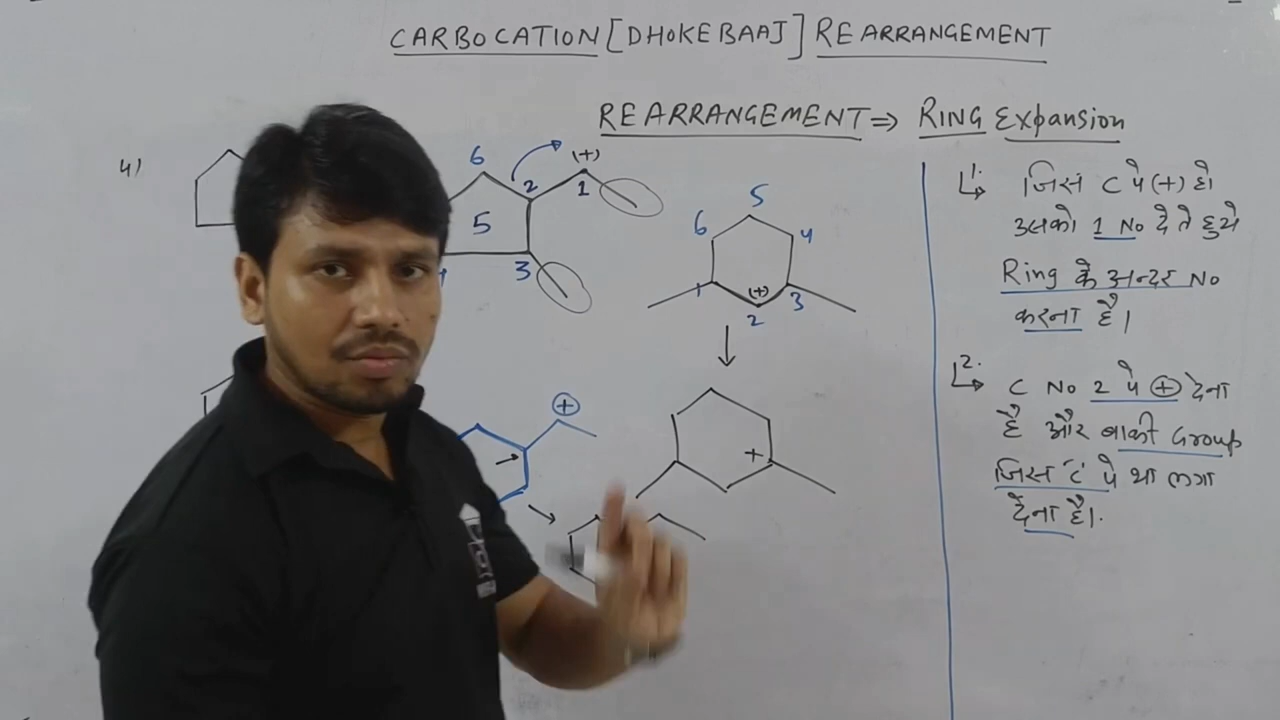 CARBOCATION [DHOKEBAAJ] REARRANGEMENT
REARRANGEMENT ⇒ RING Expansion
4)
6
2
(+)
1
5
3
5
6
4
1
(+)
2
3
⊕
+
1.
जिस C पे (+) हो
उसको 1 No देते हुये
Ring के अन्दर No
करना है।
2.
C No 2 पे ⊕ देना
है और बाकी Group
जिस "C" पे था लगा
देना है।.